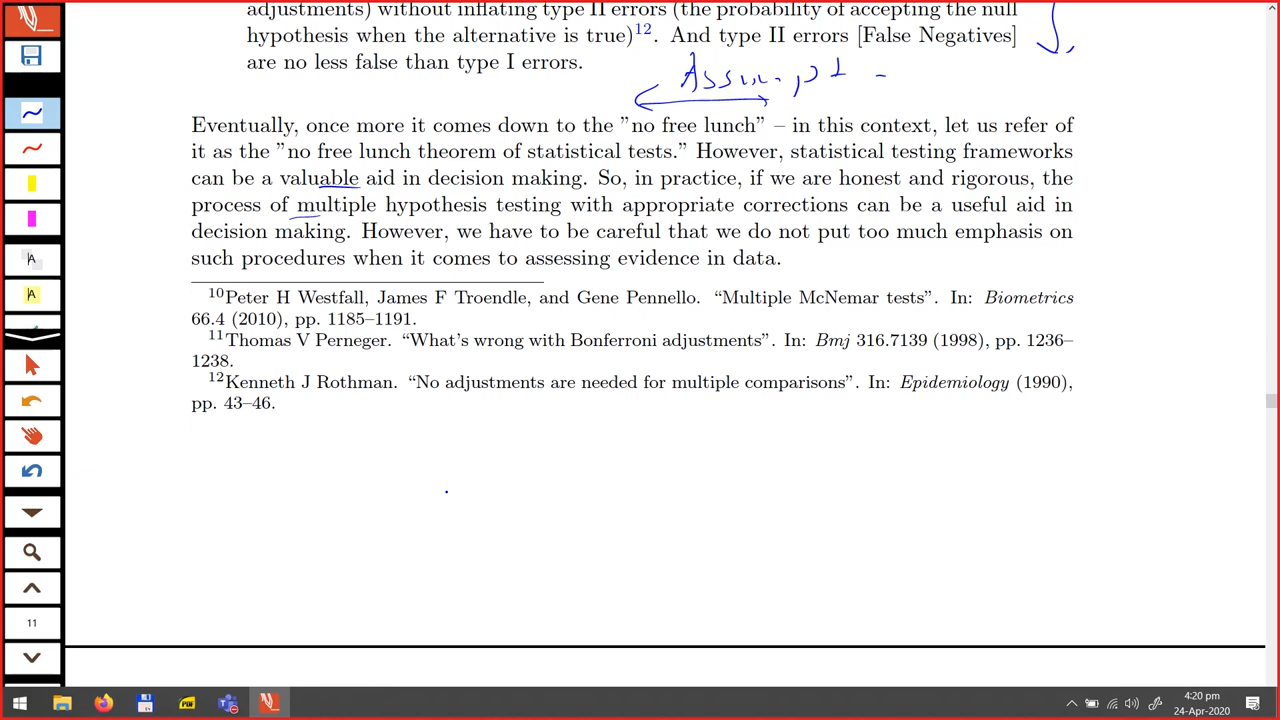 adjustments) without inflating type II errors (the probability of accepting the null
hypothesis when the alternative is true)12. And type II errors [False Negatives]
are no less false than type I errors.
Eventually, once more it comes down to the "no free lunch" – in this context, let us refer of
it as the "no free lunch theorem of statistical tests." However, statistical testing frameworks
can be a valuable aid in decision making. So, in practice, if we are honest and rigorous, the
process of multiple hypothesis testing with appropriate corrections can be a useful aid in
decision making. However, we have to be careful that we do not put too much emphasis on
such procedures when it comes to assessing evidence in data.
10Peter H Westfall, James F Troendle, and Gene Pennello. “Multiple McNemar tests”. In: Biometrics
66.4 (2010), pp. 1185–1191.
11Thomas V Perneger. “What’s wrong with Bonferroni adjustments”. In: Bmj 316.7139 (1998), pp. 1236–
1238.
12Kenneth J Rothman. “No adjustments are needed for multiple comparisons”. In: Epidemiology (1990),
pp. 43–46.
A
A
11
PDF
4:20 pm
24-Apr-2020